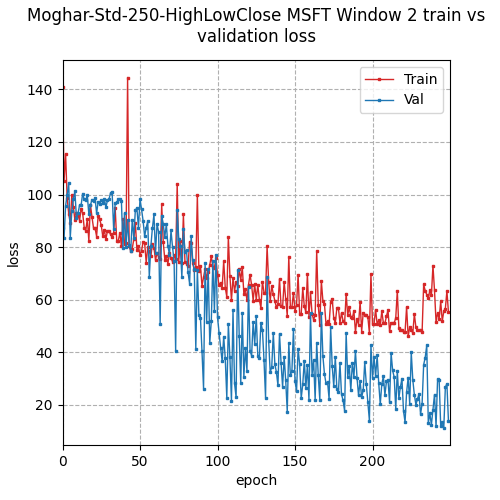 Moghar-Std-250-HighLowClose MSFT Window 2 train vs
validation loss
Train
Val
140
120
100
80
60
40
20
loss
0
50
100
150
200
epoch